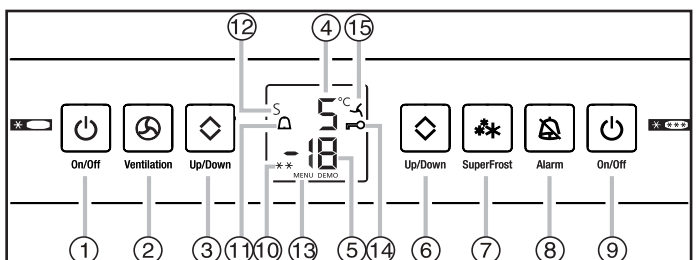 12 4 15
S 5 °C
On/Off Ventilation Up/Down -18 Up/Down SuperFrost Alarm On/Off
MENU DEMO
1 2 3 11 10 13 5 14 6 7 8 9